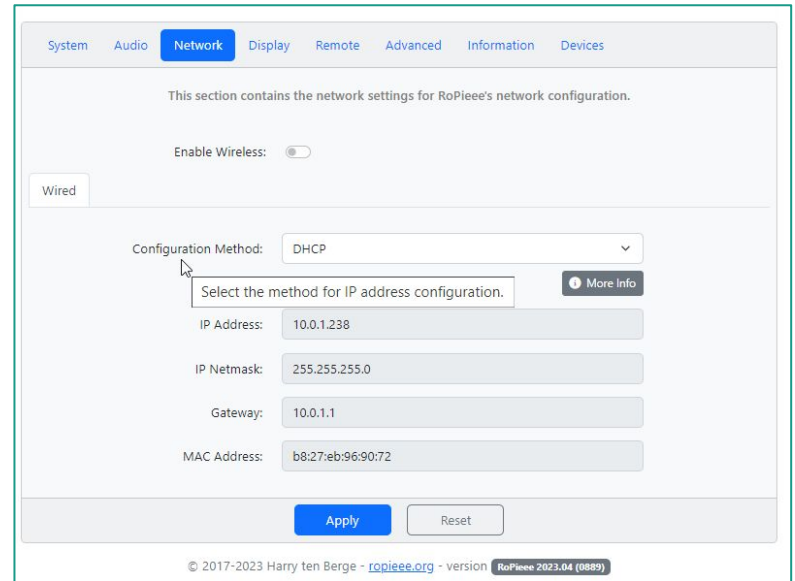 System Audio Network Display Remote Advanced Information Devices
This section contains the network settings for RoPieee's network configuration.
Enable Wireless:
Wired
Configuration Method: DHCP
Select the method for IP address configuration.
More Info
IP Address: 10.0.1.238
IP Netmask: 255.255.255.0
Gateway: 10.0.1.1
MAC Address: b8:27:eb:96:90:72
Apply Reset
© 2017-2023 Harry ten Berge - ropieee.org - version RoPieee 2023.04 (0889)